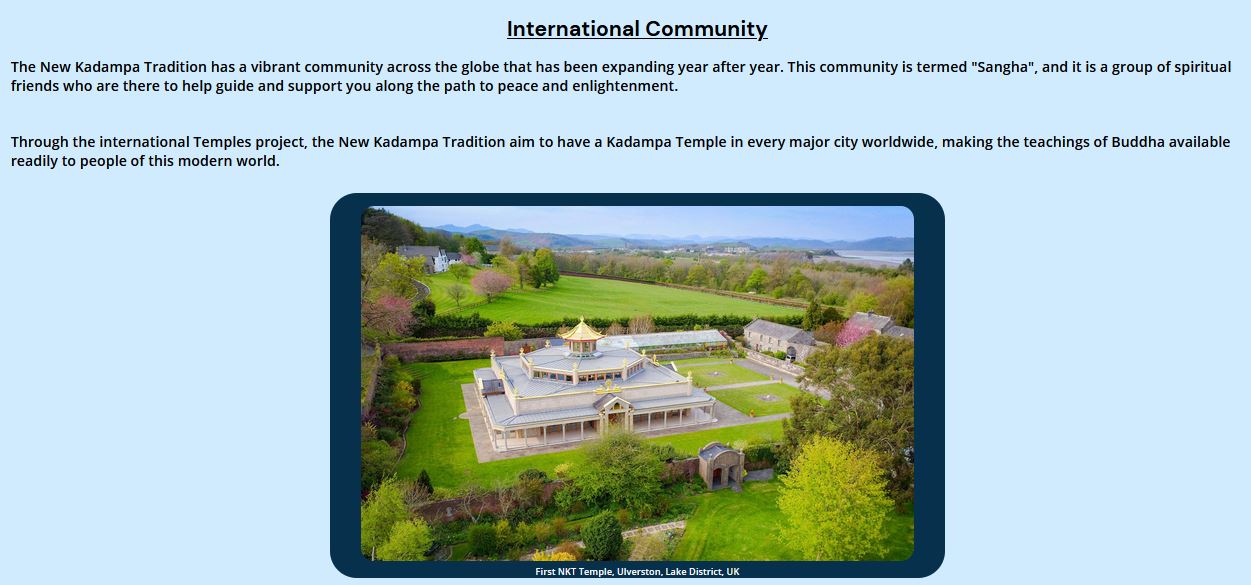 International Community
The New Kadampa Tradition has a vibrant community across the globe that has been expanding year after year. This community is termed "Sangha", and it is a group of spiritual
friends who are there to help guide and support you along the path to peace and enlightenment.
Through the international Temples project, the New Kadampa Tradition aim to have a Kadampa Temple in every major city worldwide, making the teachings of Buddha available
readily to people of this modern world.
First NKT Temple, Ulverston, Lake District, UK